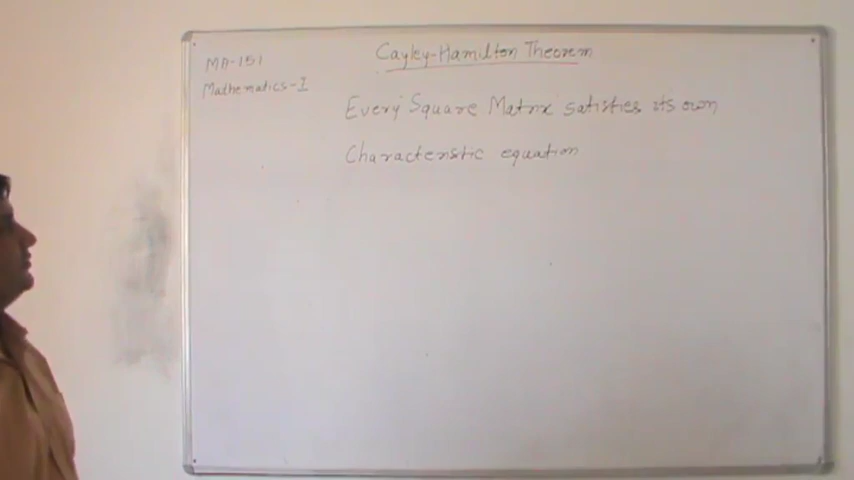 MA-151
Mathematics-I
Cayley-Hamilton Theorem
Every Square Matrix satisfies its own
Characteristic equation